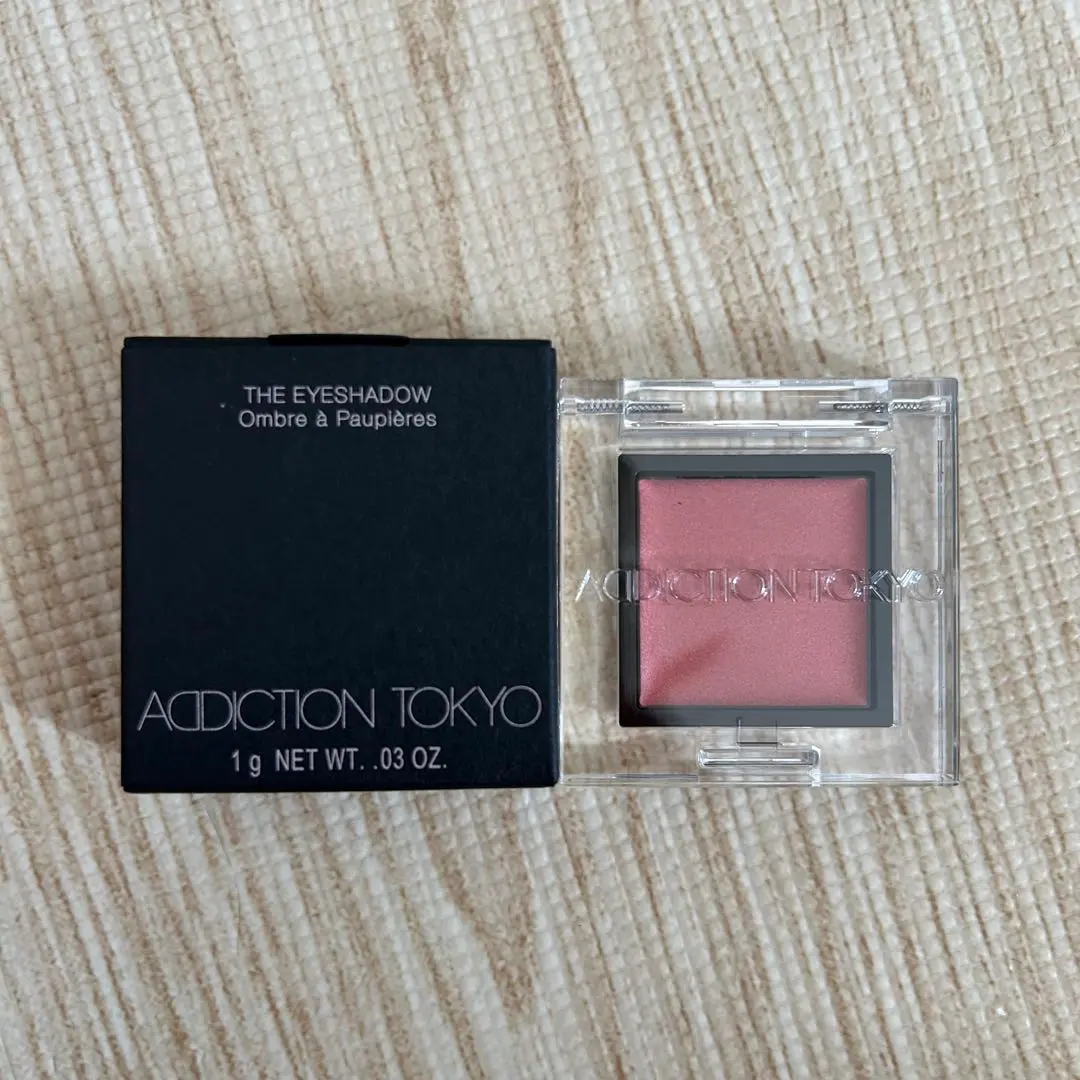 THE EYESHADOW
Ombre à Paupières
ADDICTION TOKYO
1 g NET WT. .03 OZ.
ADDICTION TOKYO